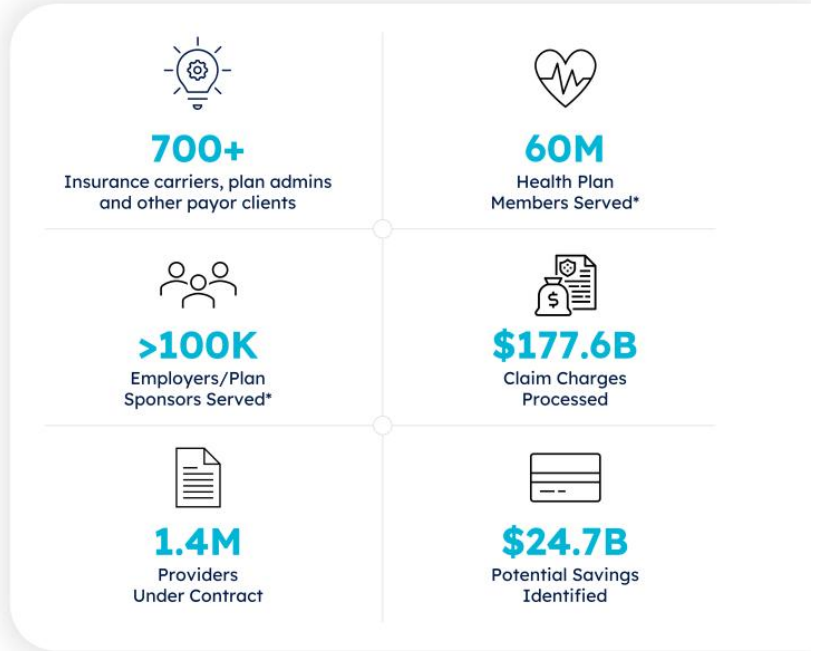 700+
Insurance carriers, plan admins
and other payor clients
60M
Health Plan
Members Served*
>100K
Employers/Plan
Sponsors Served*
$177.6B
Claim Charges
Processed
1.4M
Providers
Under Contract
$24.7B
Potential Savings
Identified